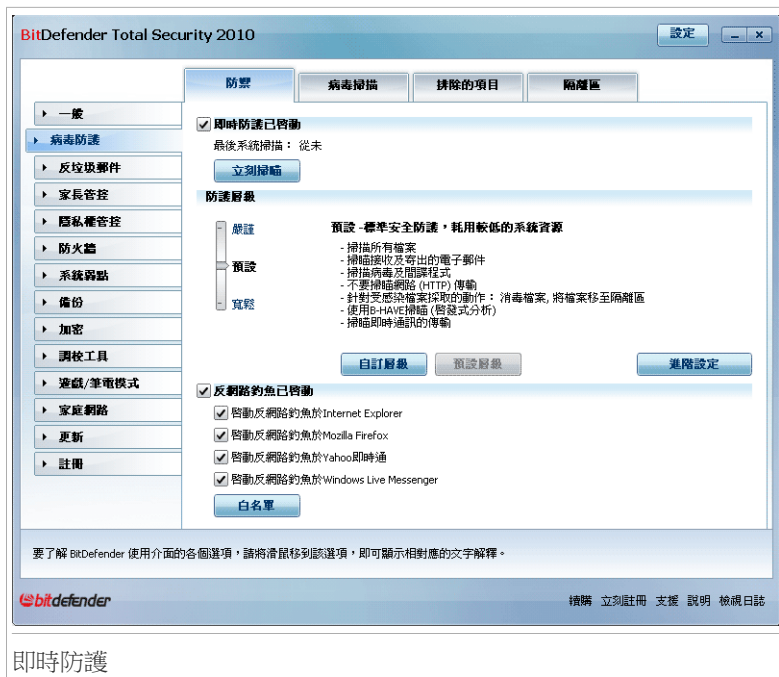 BitDefender Total Security 2010
設定
防禦 病毒掃描 排除的項目 隔離區
一般
病毒防護
反垃圾郵件
家長管控
隱私權管控
防火牆
系統弱點
備份
加密
調校工具
遊戲/筆電模式
家庭網路
更新
註冊
即時防護已啓動
最後系統掃描： 從未
立刻掃瞄
防護層級
嚴謹
預設
寬鬆
預設 -標準安全防護，耗用較低的系統資源
- 掃描所有檔案
- 掃瞄接收及寄出的電子郵件
- 掃描病毒及間諜程式
- 不要掃瞄網路 (HTTP) 傳輸
- 針對受感染檔案採取的動作： 消毒檔案, 將檔案移至隔離區
- 使用B-HAVE掃瞄 (啓發式分析)
- 掃瞄即時通訊的傳輸
自訂層級 預設層級 進階設定
反網路釣魚已啓動
啓動反網路釣魚於Internet Explorer
啓動反網路釣魚於Mozilla Firefox
啓動反網路釣魚於Yahoo即時通
啓動反網路釣魚於Windows Live Messenger
白名單
要了解 BitDefender 使用介面的各個選項，請將滑鼠移到該選項，即可顯示相對應的文字解釋。
bitdefender
續購 立刻註冊 支援 說明 檢視日誌
即時防護